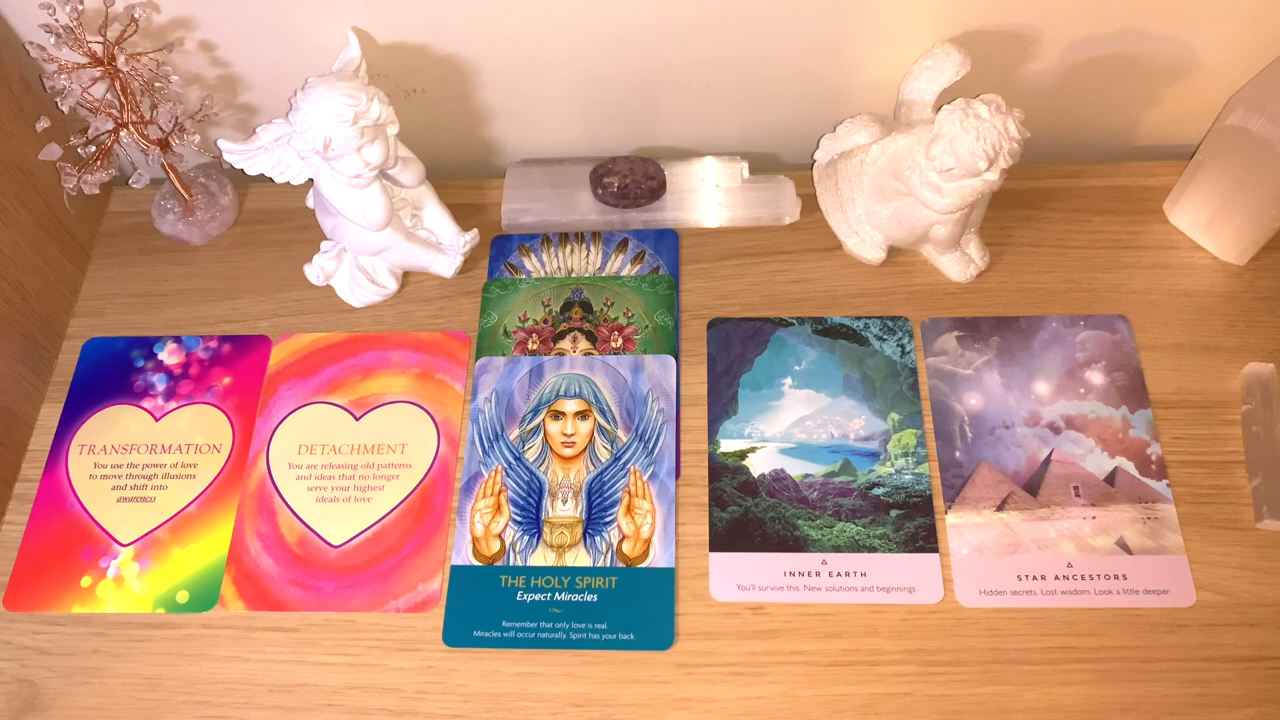 TRANSFORMATION
You use the power of love
to move through illusions
and shift into
awareness
DETACHMENT
You are releasing old patterns
and ideas that no longer
serve your highest
ideals of love
THE HOLY SPIRIT
Expect Miracles
Remember that only love is real.
Miracles will occur naturally. Spirit has your back.
INNER EARTH
You'll survive this. New solutions and beginnings.
STAR ANCESTORS
Hidden secrets. Lost wisdom. Look a little deeper.